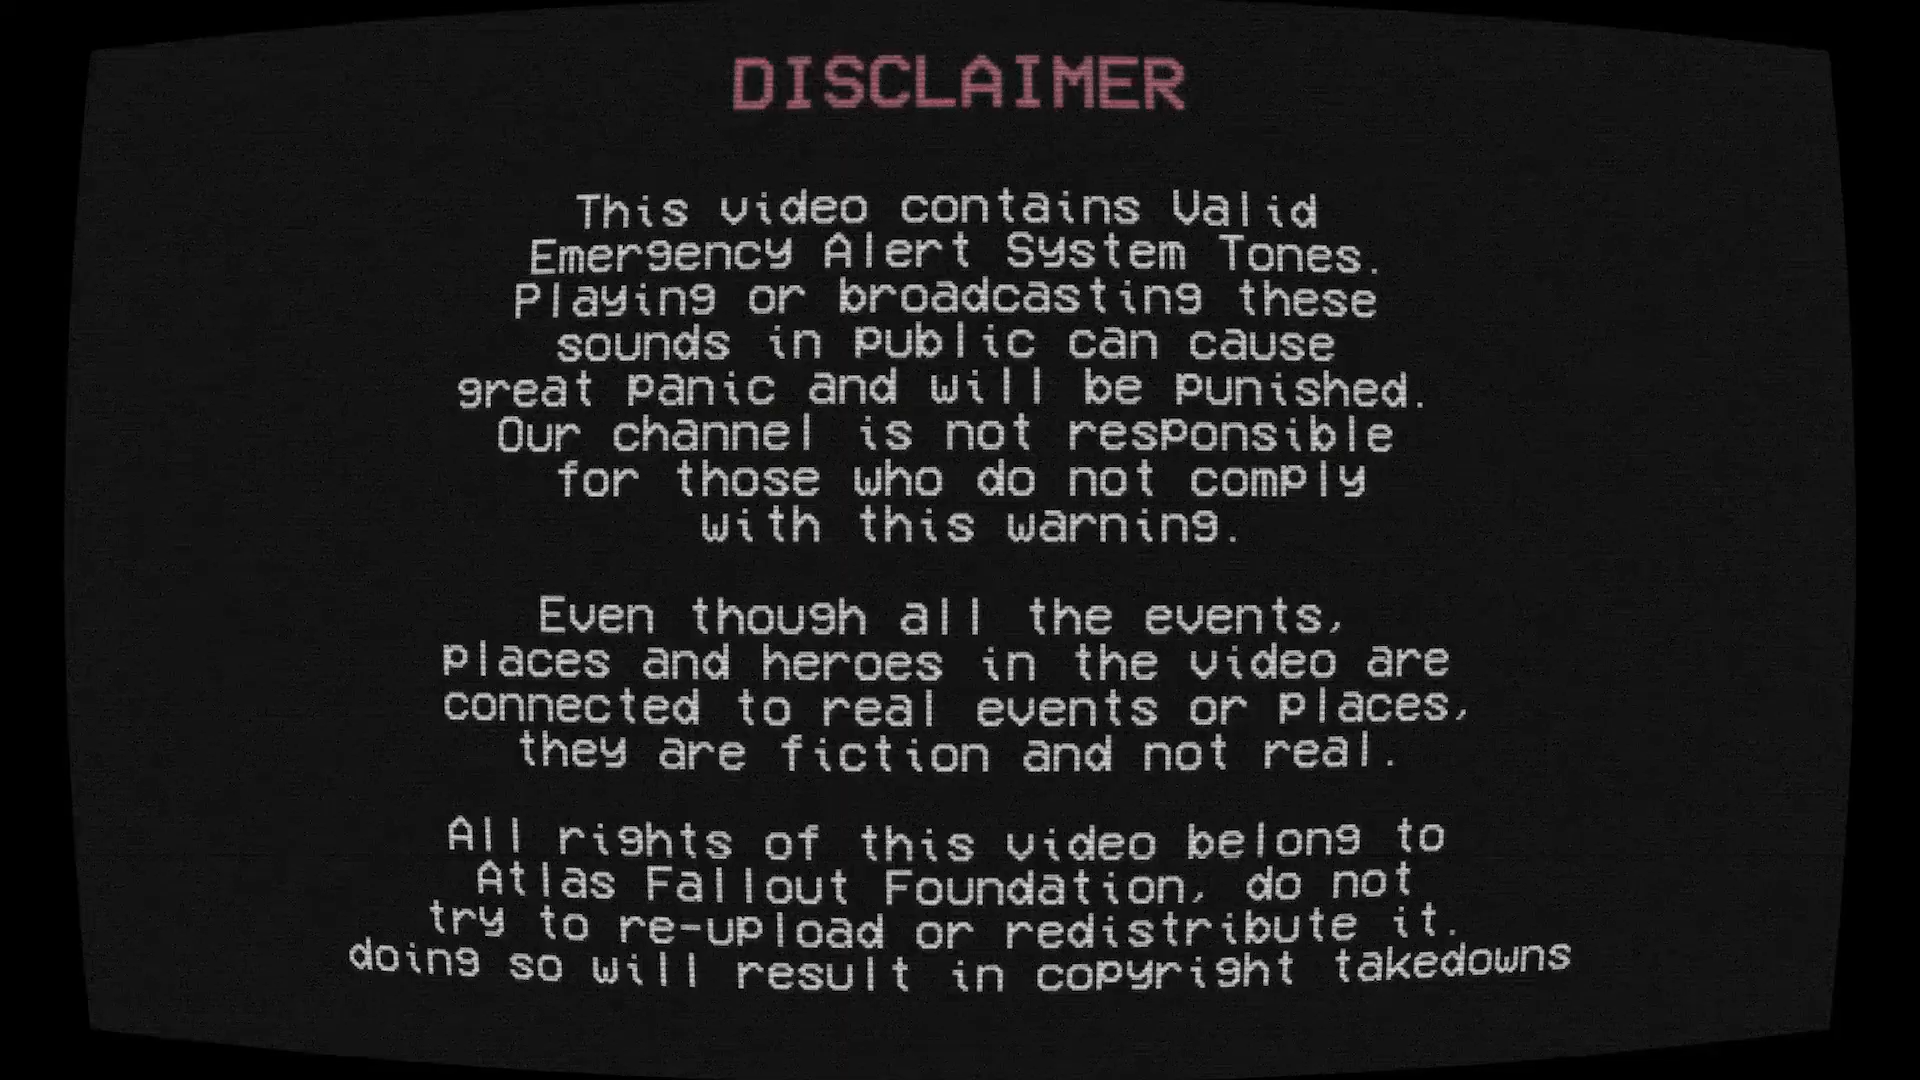 DISCLAIMER
This video contains Valid
Emergency Alert System Tones.
Playing or broadcasting these
sounds in public can cause
great panic and will be punished.
Our channel is not responsible
for those who do not comply
with this warning.
Even though all the events,
places and heroes in the video are
connected to real events or places,
they are fiction and not real.
All rights of this video belong to
Atlas Fallout Foundation, do not
try to re-upload or redistribute it.
doing so will result in copyright takedowns